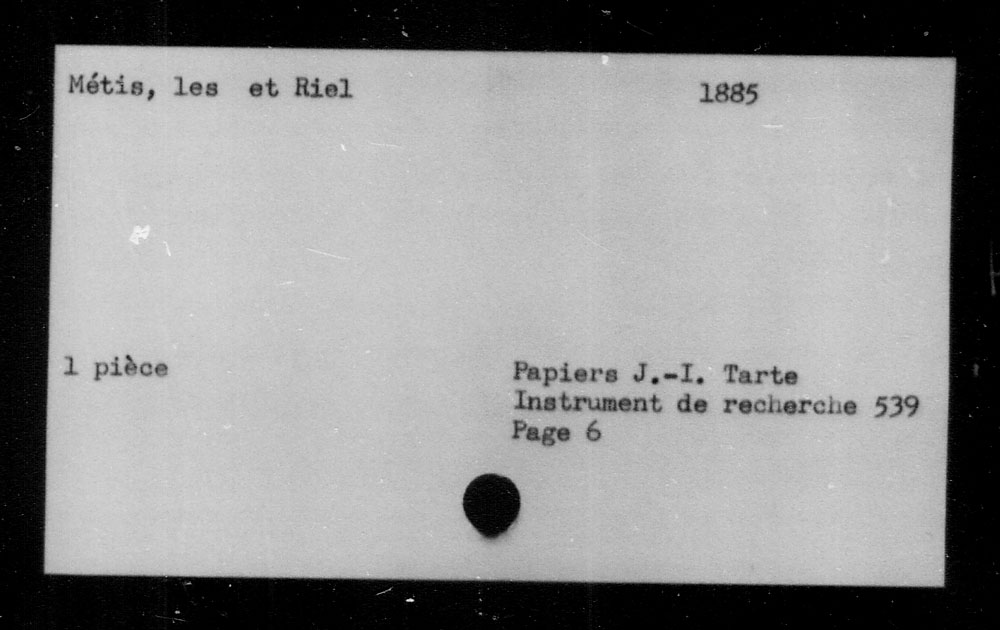 Métis, les et Riel 1885
1 pièce
Papiers J.-I. Tarte
Instrument de recherche 539
Page 6